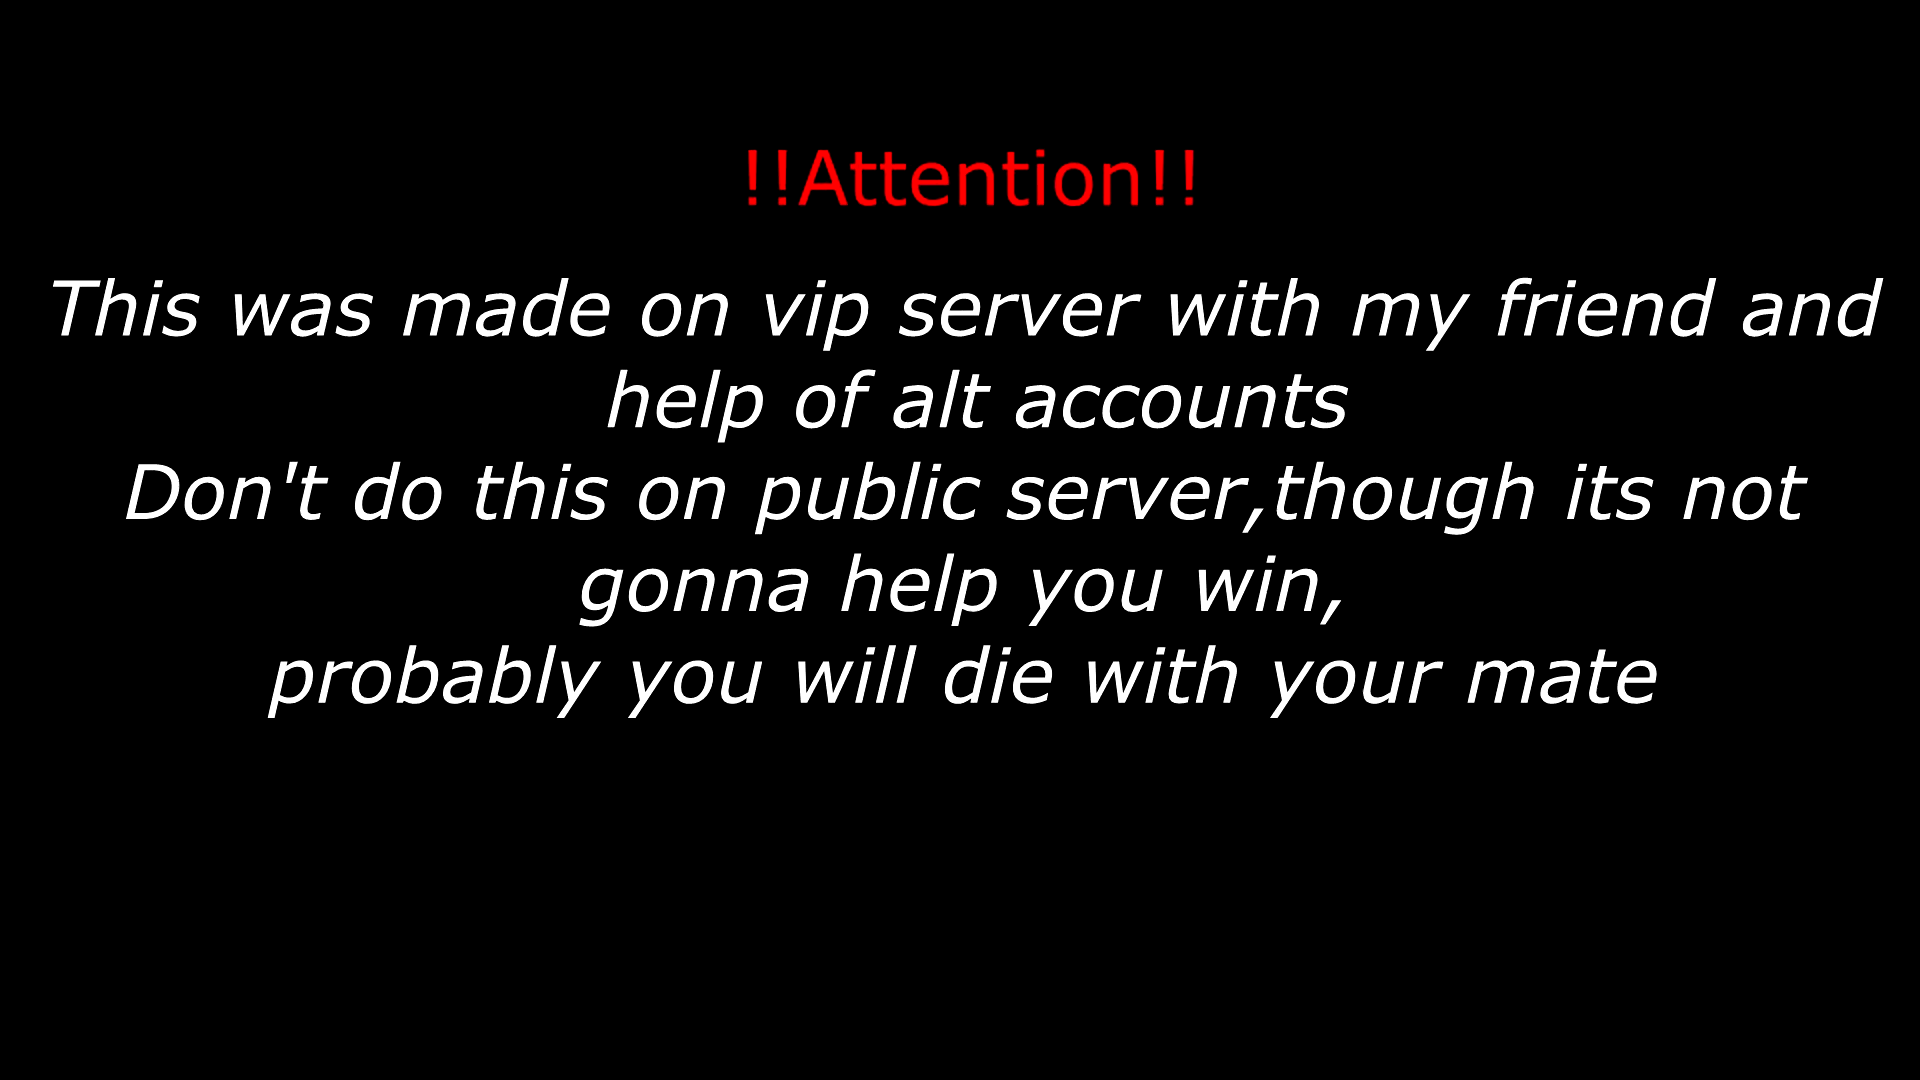 !!Attention!!
This was made on vip server with my friend and
help of alt accounts
Don't do this on public server,though its not
gonna help you win,
probably you will die with your mate